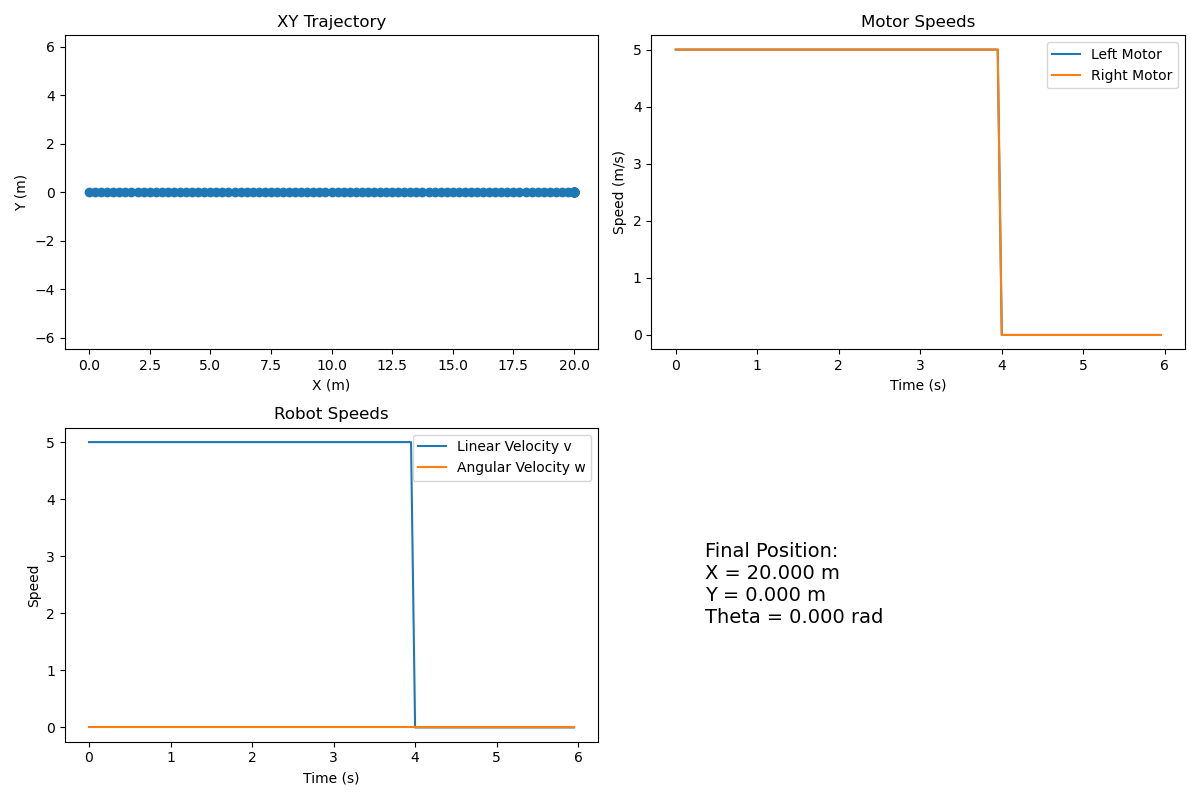 XY Trajectory
6
4
2
0
−2
−4
−6
Y (m)
0.0 2.5 5.0 7.5 10.0 12.5 15.0 17.5 20.0
X (m)
Motor Speeds
5
4
3
2
1
0
Speed (m/s)
Left Motor
Right Motor
0 1 2 3 4 5 6
Time (s)
Robot Speeds
5
4
3
2
1
0
Speed
Linear Velocity v
Angular Velocity w
0 1 2 3 4 5 6
Time (s)
Final Position:
X = 20.000 m
Y = 0.000 m
Theta = 0.000 rad